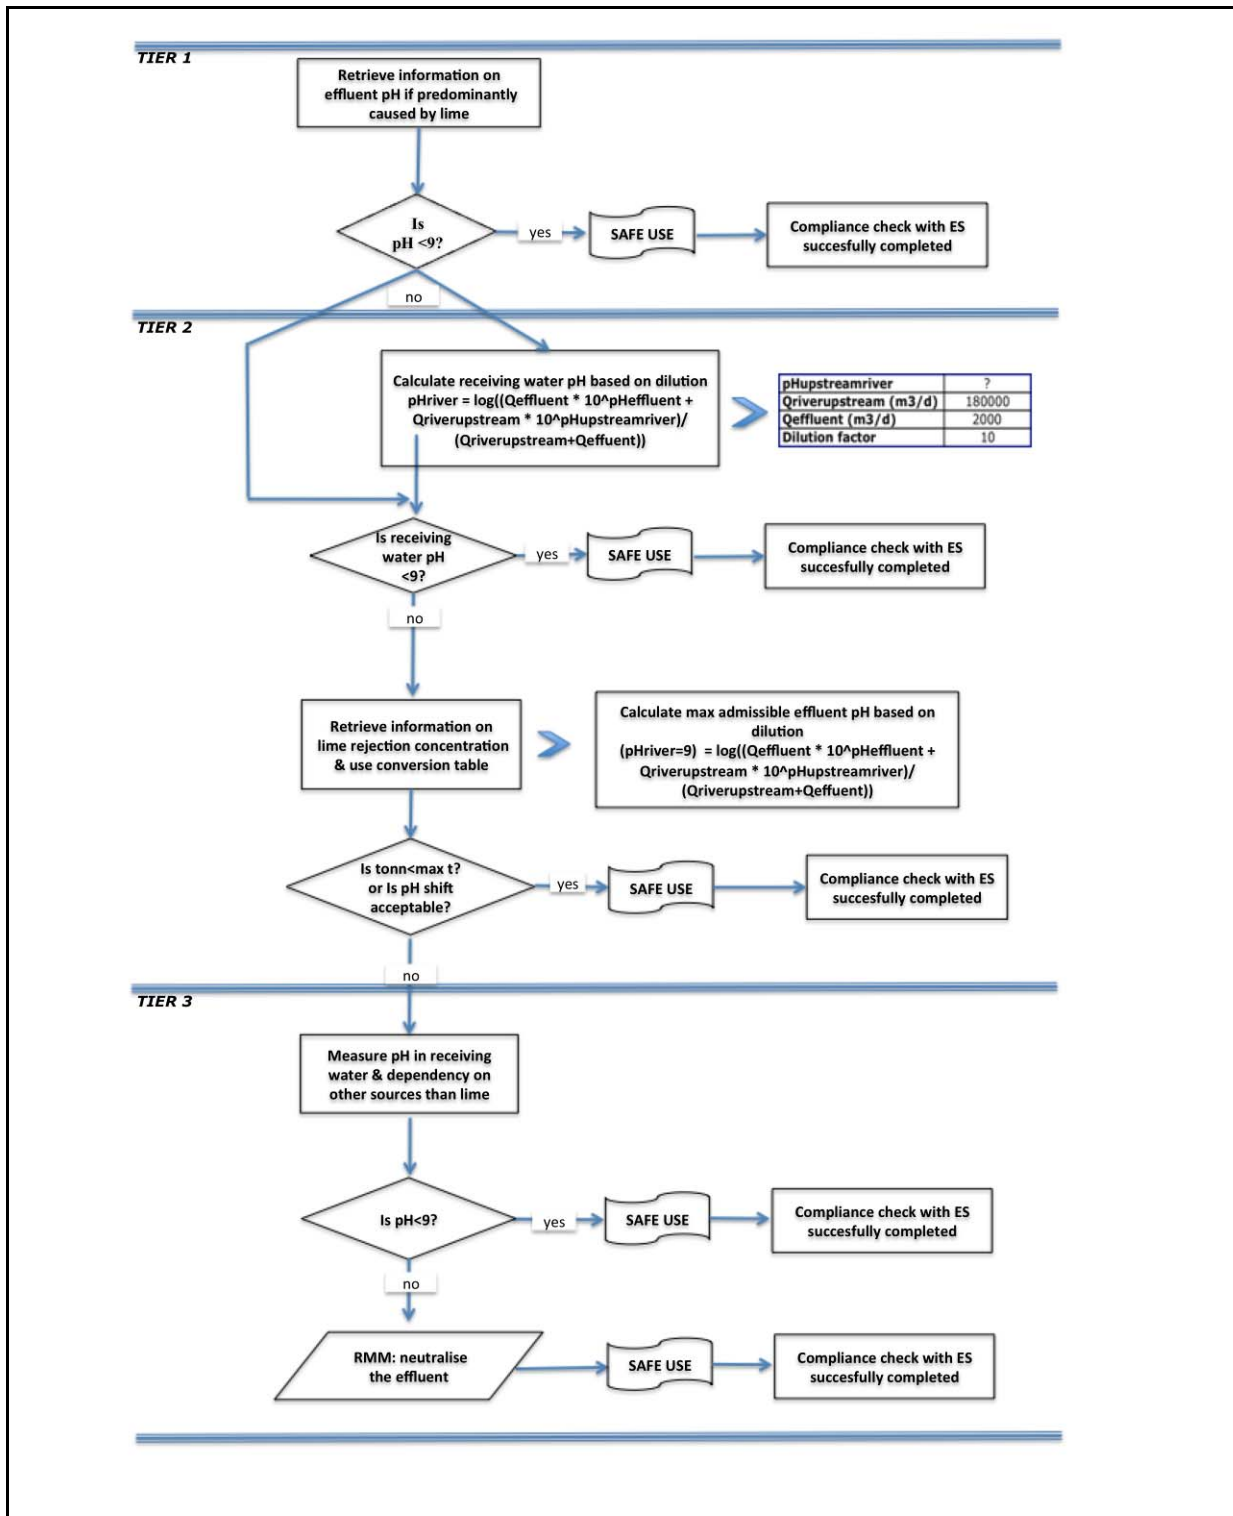 TIER 1
Retrieve information on
effluent pH if predominantly
caused by lime
Is
pH <9?
yes
SAFE USE
Compliance check with ES
succesfully completed
no
TIER 2
Calculate receiving water pH based on dilution
pHriver = log((Qeffluent * 10^pHeffluent +
Qriverupstream * 10^pHupstreamriver)/
(Qriverupstream+Qeffuent))
pHupstreamriver ?
Qriverupstream (m3/d) 180000
Qeffluent (m3/d) 2000
Dilution factor 10
Is receiving
water pH
<9?
yes
SAFE USE
Compliance check with ES
succesfully completed
no
Retrieve information on
lime rejection concentration
& use conversion table
Calculate max admissible effluent pH based on
dilution
(pHriver=9) = log((Qeffluent * 10^pHeffluent +
Qriverupstream * 10^pHupstreamriver)/
(Qriverupstream+Qeffuent))
Is tonn<max t?
or Is pH shift
acceptable?
yes
SAFE USE
Compliance check with ES
succesfully completed
no
TIER 3
Measure pH in receiving
water & dependency on
other sources than lime
Is pH<9?
yes
SAFE USE
Compliance check with ES
succesfully completed
no
RMM: neutralise
the effluent
SAFE USE
Compliance check with ES
succesfully completed